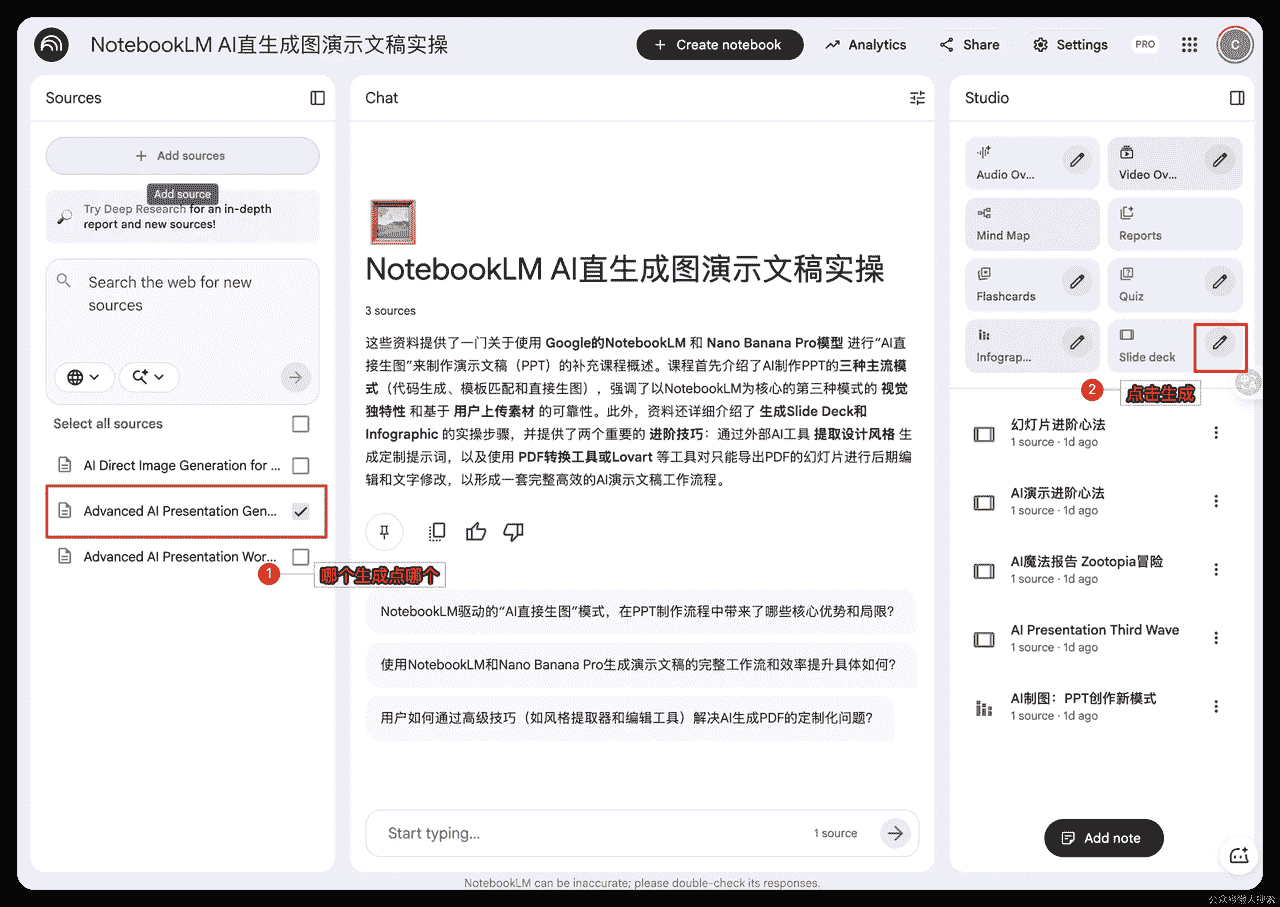 NotebookLM AI直生成图演示文稿实操
+ Create notebook
Analytics
Share
Settings
PRO
C
Sources
+ Add sources
Add source
Try Deep Research for an in-depth
report and new sources!
Search the web for new
sources
Select all sources
AI Direct Image Generation for ...
Advanced AI Presentation Gen...
Advanced AI Presentation Wor...
1
哪个生成点哪个
Chat
NotebookLM AI直生成图演示文稿实操
3 sources
这些资料提供了一门关于使用 Google的NotebookLM 和 Nano Banana Pro模型 进行“AI直
接生图”来制作演示文稿（PPT）的补充课程概述。课程首先介绍了AI制作PPT的三种主流模
式（代码生成、模板匹配和直接生图），强调了以NotebookLM为核心的第三种模式的 视觉
独特性 和基于 用户上传素材 的可靠性。此外，资料还详细介绍了 生成Slide Deck和
Infographic 的实操步骤，并提供了两个重要的 进阶技巧：通过外部AI工具 提取设计风格 生
成定制提示词，以及使用 PDF转换工具或Lovart 等工具对只能导出PDF的幻灯片进行后期编
辑和文字修改，以形成一套完整高效的AI演示文稿工作流程。
NotebookLM驱动的“AI直接生图”模式，在PPT制作流程中带来了哪些核心优势和局限?
使用NotebookLM和Nano Banana Pro生成演示文稿的完整工作流和效率提升具体如何?
用户如何通过高级技巧（如风格提取器和编辑工具）解决AI生成PDF的定制化问题?
Start typing...
1 source
NotebookLM can be inaccurate; please double-check its responses.
Studio
Audio Ov...
Video Ov...
Mind Map
Reports
Flashcards
Quiz
Infograp...
Slide deck
2
点击生成
幻灯片进阶心法
1 source · 1d ago
AI演示进阶心法
1 source · 1d ago
AI魔法报告 Zootopia冒险
1 source · 1d ago
AI Presentation Third Wave
1 source · 1d ago
AI制图：PPT创作新模式
1 source · 1d ago
Add note